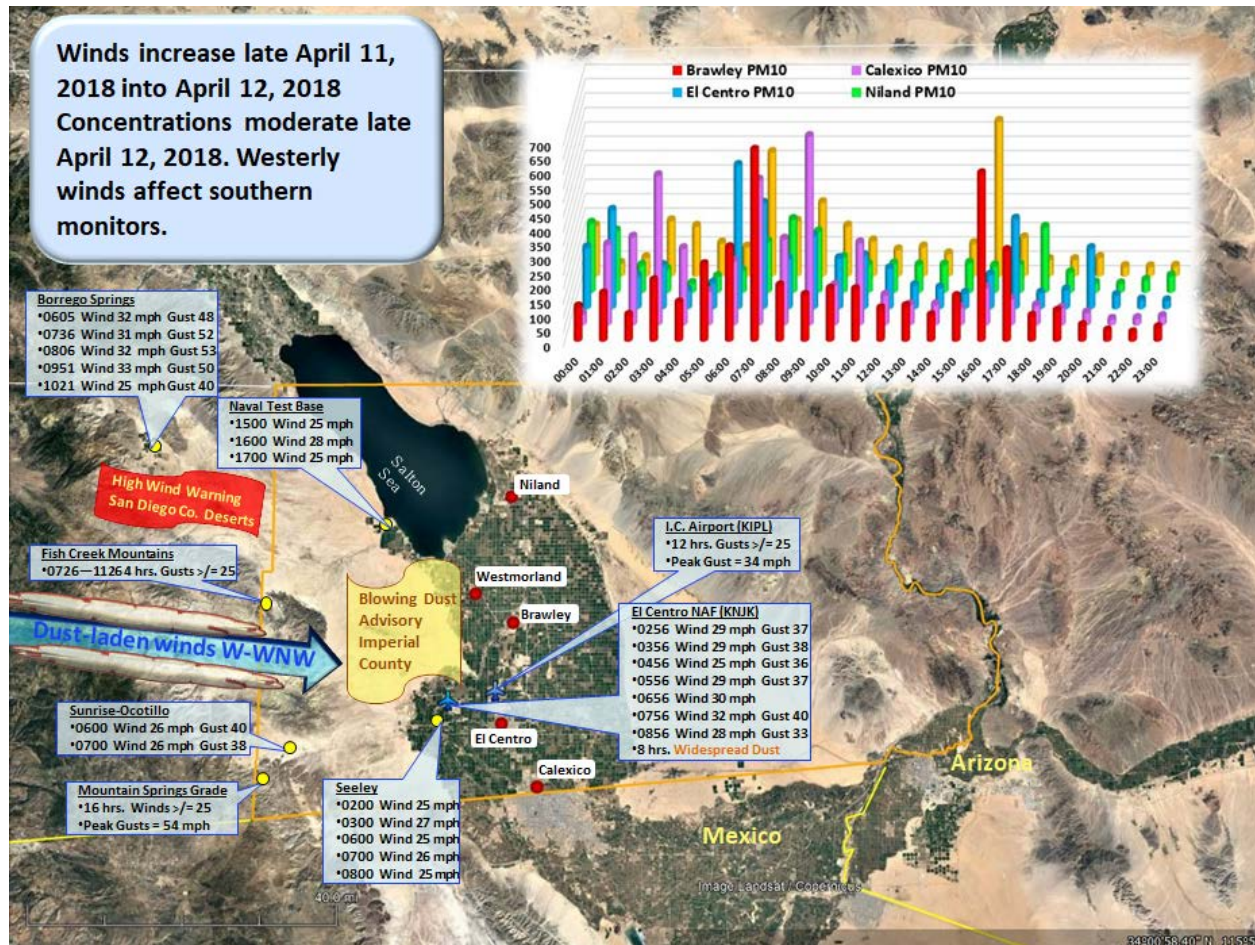 Winds increase late April 11,
2018 into April 12, 2018
Concentrations moderate late
April 12, 2018. Westerly
winds affect southern
monitors.
Brawley PM10
Calexico PM10
El Centro PM10
Niland PM10
700
650
600
550
500
450
400
350
300
250
200
150
100
50
0
00:00
01:00
02:00
03:00
04:00
05:00
06:00
07:00
08:00
09:00
10:00
11:00
12:00
13:00
14:00
15:00
16:00
17:00
18:00
19:00
20:00
21:00
22:00
23:00
Borrego Springs
•0605 Wind 32 mph Gust 48
•0736 Wind 31 mph Gust 52
•0806 Wind 32 mph Gust 53
•0951 Wind 33 mph Gust 50
•1021 Wind 25 mph Gust 40
Naval Test Base
•1500 Wind 25 mph
•1600 Wind 28 mph
•1700 Wind 25 mph
Salton
Sea
High Wind Warning
San Diego Co. Deserts
Niland
I.C. Airport (KIPL)
•12 hrs. Gusts >/= 25
•Peak Gust = 34 mph
Fish Creek Mountains
•0726—11264 hrs. Gusts >/= 25
Westmorland
Brawley
Blowing Dust
Advisory
Imperial
County
Dust-laden winds W-WNW
El Centro NAF (KNJK)
•0256 Wind 29 mph Gust 37
•0356 Wind 29 mph Gust 38
•0456 Wind 25 mph Gust 36
•0556 Wind 29 mph Gust 37
•0656 Wind 30 mph
•0756 Wind 32 mph Gust 40
•0856 Wind 28 mph Gust 33
•8 hrs. Widespread Dust
Sunrise-Ocotillo
•0600 Wind 26 mph Gust 40
•0700 Wind 26 mph Gust 38
El Centro
Arizona
Mountain Springs Grade
•16 hrs. Winds >/= 25
•Peak Gusts = 54 mph
Seeley
•0200 Wind 25 mph
•0300 Wind 27 mph
•0600 Wind 25 mph
•0700 Wind 26 mph
•0800 Wind 25 mph
Calexico
Mexico
Image Landsat / Copernicus
40.0 mi
34°00'58.40" N